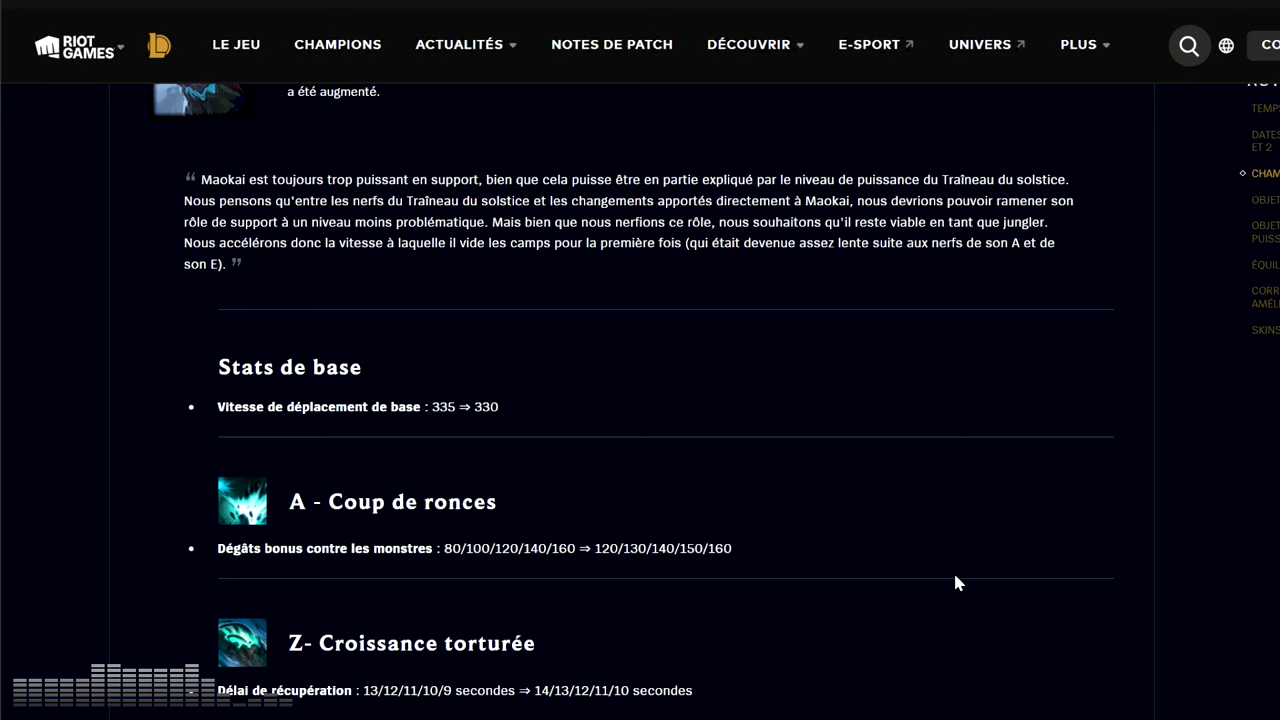 RIOT GAMES LE JEU CHAMPIONS ACTUALITÉS NOTES DE PATCH DÉCOUVRIR E-SPORT UNIVERS PLUS CO
a été augmenté.
TEMP
DATES
ET 2
CHAM
OBJET
OBJET
PUISS
ÉQUIL
CORR
AMÉLI
SKINS
“ Maokai est toujours trop puissant en support, bien que cela puisse être en partie expliqué par le niveau de puissance du Traîneau du solstice.
Nous pensons qu'entre les nerfs du Traîneau du solstice et les changements apportés directement à Maokai, nous devrions pouvoir ramener son
rôle de support à un niveau moins problématique. Mais bien que nous nerfions ce rôle, nous souhaitons qu'il reste viable en tant que jungler.
Nous accélérons donc la vitesse à laquelle il vide les camps pour la première fois (qui était devenue assez lente suite aux nerfs de son A et de
son E). ”
Stats de base
• Vitesse de déplacement de base : 335 ⇒ 330
A - Coup de ronces
• Dégâts bonus contre les monstres : 80/100/120/140/160 ⇒ 120/130/140/150/160
Z- Croissance torturée
Délai de récupération : 13/12/11/10/9 secondes ⇒ 14/13/12/11/10 secondes